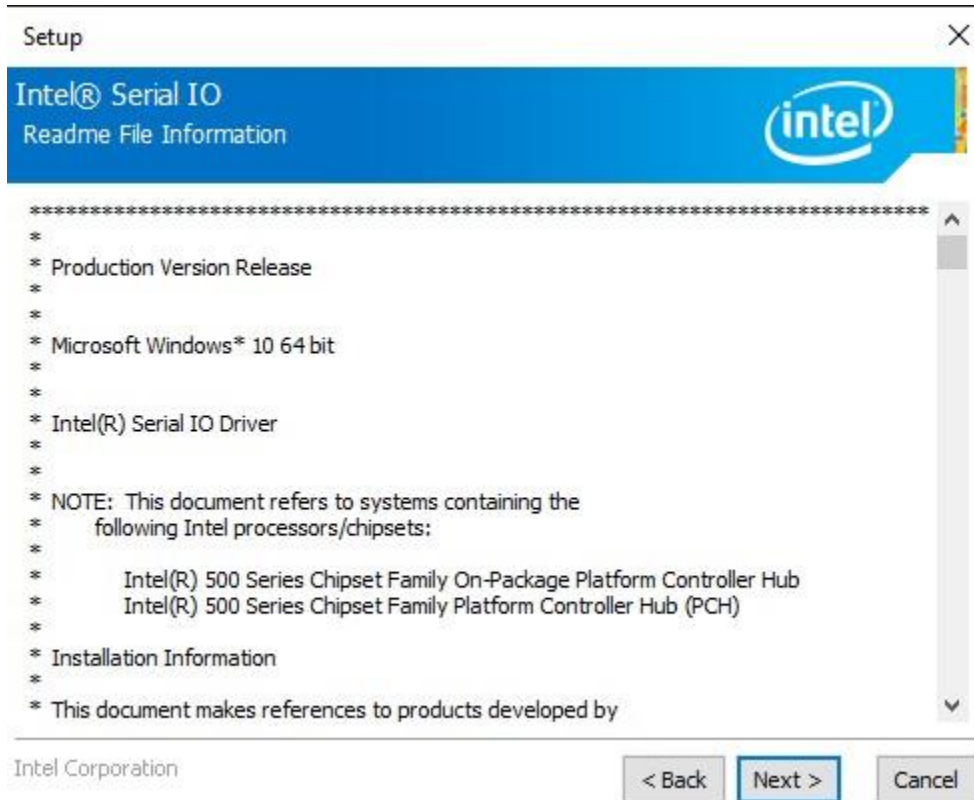 Setup
Intel® Serial IO
Readme File Information
intel
***************************************************************************
*
* Production Version Release
*
*
* Microsoft Windows* 10 64 bit
*
*
* Intel(R) Serial IO Driver
*
*
* NOTE: This document refers to systems containing the
* following Intel processors/chipsets:
*
* Intel(R) 500 Series Chipset Family On-Package Platform Controller Hub
* Intel(R) 500 Series Chipset Family Platform Controller Hub (PCH)
*
* Installation Information
*
* This document makes references to products developed by
Intel Corporation
< Back Next > Cancel